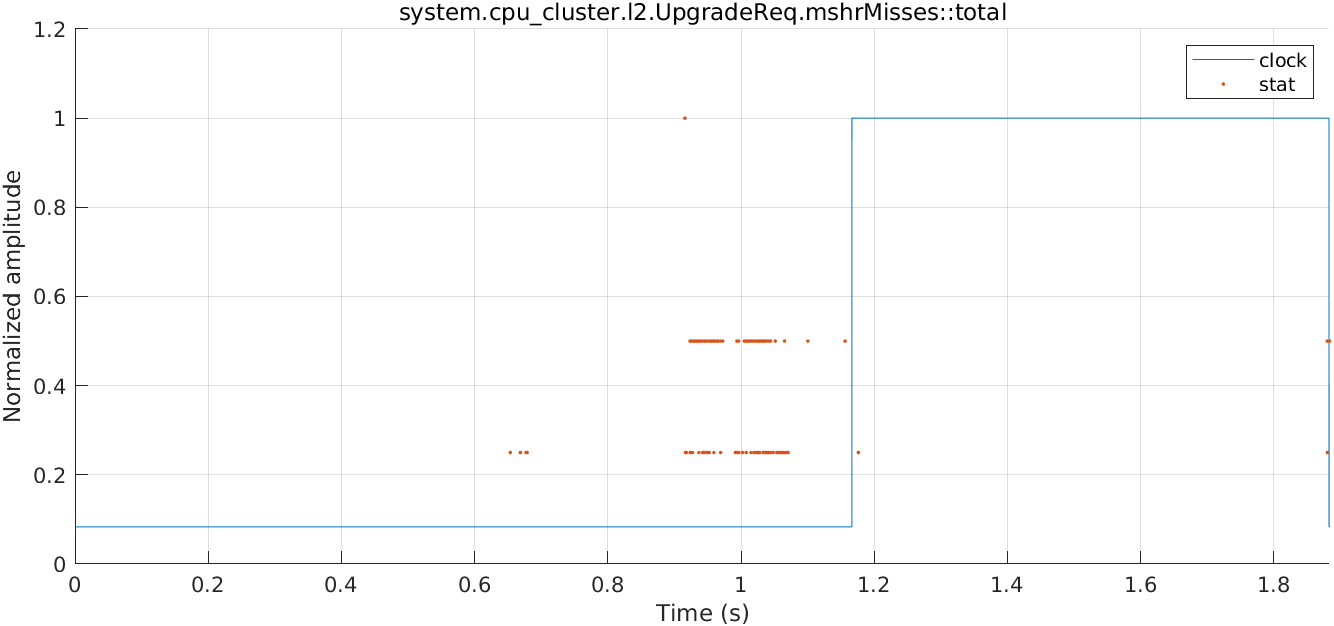 system.cpu_cluster.l2.UpgradeReq.mshrMisses::total
1.2
1
0.8
0.6
0.4
0.2
0
Normalized amplitude
clock
stat
0 0.2 0.4 0.6 0.8 1 1.2 1.4 1.6 1.8
Time (s)